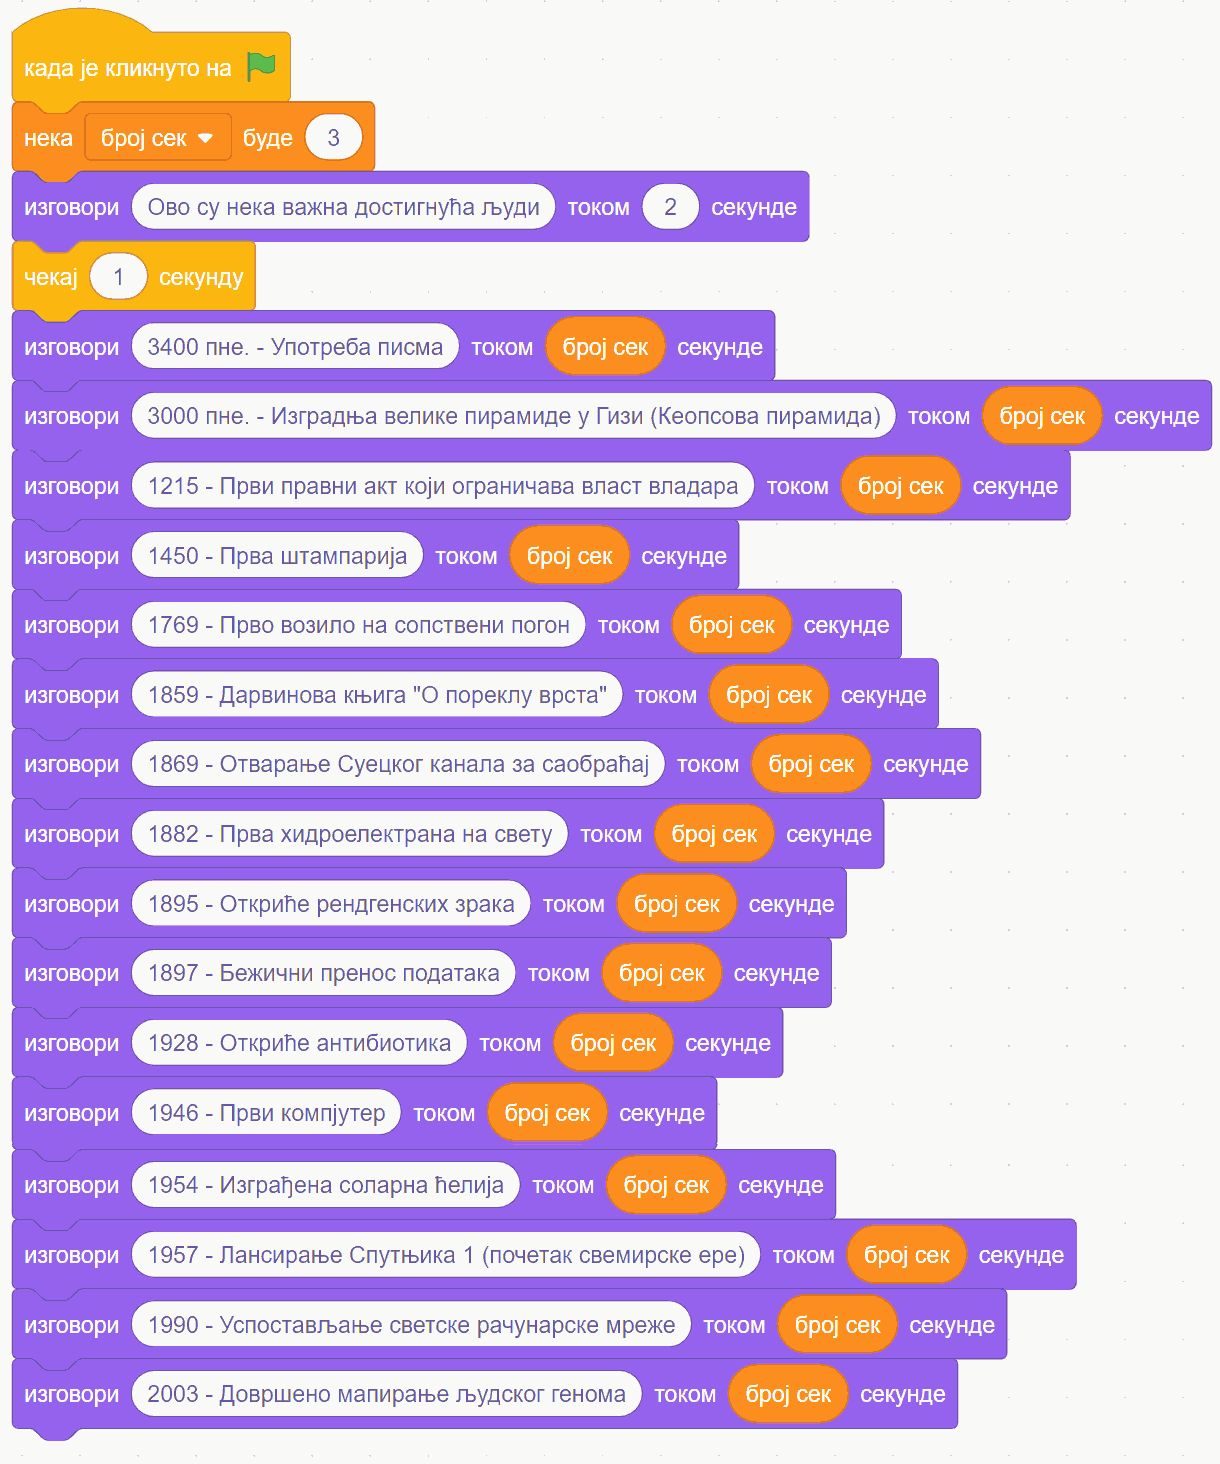 када је кликнуто на
нека број сек буде 3
изговори Ово су нека важна достигнућа људи током 2 секунде
чекај 1 секунду
изговори 3400 пне. - Употреба писма током број сек секунде
изговори 3000 пне. - Изградња велике пирамиде у Гизи (Кеопсова пирамида) током број сек секунде
изговори 1215 - Први правни акт који ограничава власт владара током број сек секунде
изговори 1450 - Прва штампарија током број сек секунде
изговори 1769 - Прво возило на сопствени погон током број сек секунде
изговори 1859 - Дарвинова књига "О пореклу врста" током број сек секунде
изговори 1869 - Отварање Суецког канала за саобраћај током број сек секунде
изговори 1882 - Прва хидроелектрана на свету током број сек секунде
изговори 1895 - Откриће рендгенских зрака током број сек секунде
изговори 1897 - Бежични пренос података током број сек секунде
изговори 1928 - Откриће антибиотика током број сек секунде
изговори 1946 - Први компјутер током број сек секунде
изговори 1954 - Изграђена соларна ћелија током број сек секунде
изговори 1957 - Лансирање Спутњика 1 (почетак свемирске ере) током број сек секунде
изговори 1990 - Успостављање светске рачунарске мреже током број сек секунде
изговори 2003 - Довршено мапирање људског генома током број сек секунде